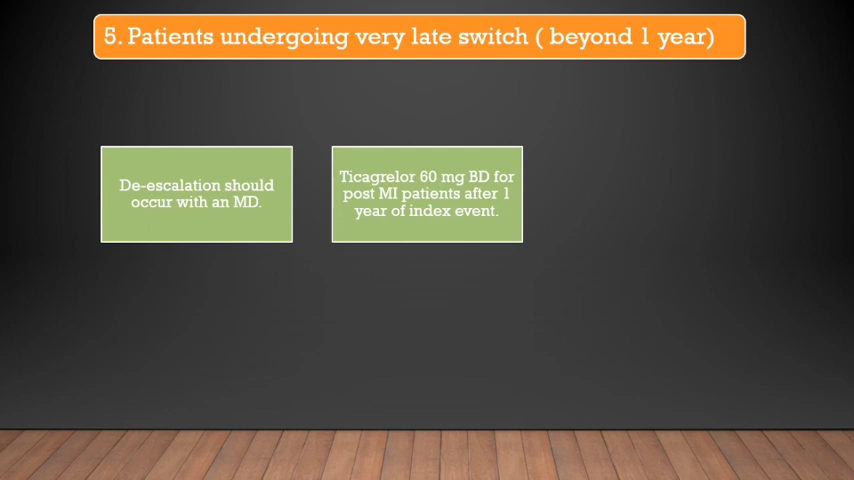 5. Patients undergoing very late switch ( beyond 1 year)
De-escalation should
occur with an MD.
Ticagrelor 60 mg BD for
post MI patients after 1
year of index event.